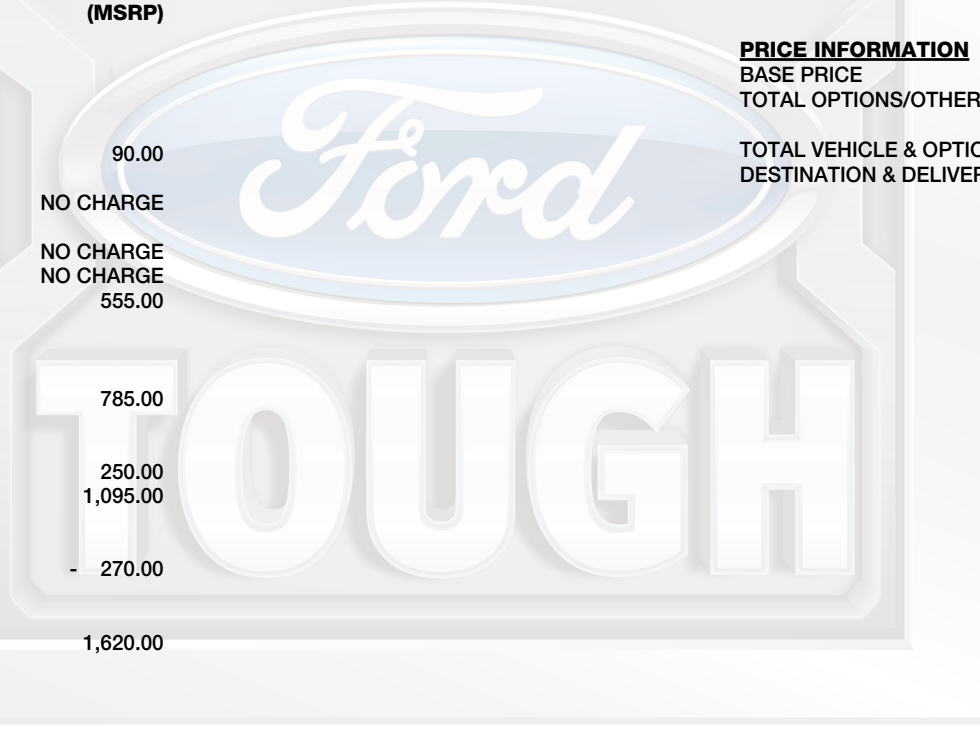 (MSRP)
90.00
NO CHARGE
NO CHARGE
NO CHARGE
555.00
785.00
250.00
1,095.00
- 270.00
1,620.00
PRICE INFORMATION
BASE PRICE
TOTAL OPTIONS/OTHER
TOTAL VEHICLE & OPTIO
DESTINATION & DELIVER
Ford
TOUGH